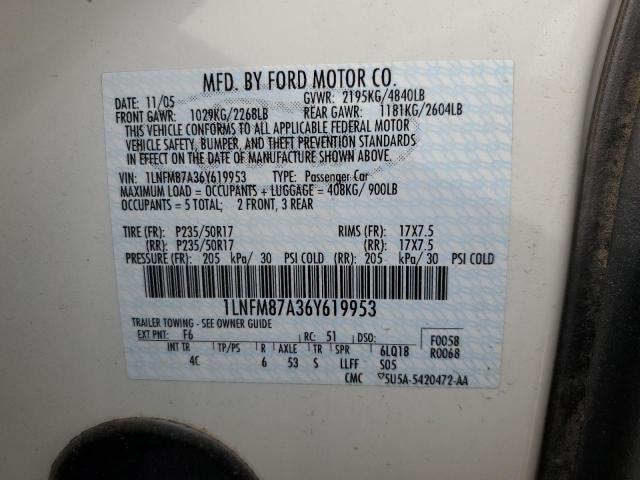 MFD. BY FORD MOTOR CO.
DATE: 11/05 GVWR: 2195KG/4840LB
FRONT GAWR: 1029KG/2268LB REAR GAWR: 1181KG/2604LB
THIS VEHICLE CONFORMS TO ALL APPLICABLE FEDERAL MOTOR
VEHICLE SAFETY, BUMPER, AND THEFT PREVENTION STANDARDS
IN EFFECT ON THE DATE OF MANUFACTURE SHOWN ABOVE.
VIN: 1LNFM87A36Y619953 TYPE: Passenger Car
MAXIMUM LOAD = OCCUPANTS + LUGGAGE = 408KG/ 900LB
OCCUPANTS = 5 TOTAL; 2 FRONT, 3 REAR
TIRE (FR): P235/50R17 RIMS (FR): 17X7.5
(RR): P235/50R17 (RR): 17X7.5
PRESSURE (FR): 205 kPa/ 30 PSI COLD (RR): 205 kPa/ 30 PSI COLD
1LNFM87A36Y619953
TRAILER TOWING - SEE OWNER GUIDE
EXT PNT: F6 RC: 51 DSO: F0058
INT TR TP/PS R AXLE TR SPR 6LQ18 R0068
4C 6 53 S LLFF S05
CMC 5U5A-5420472-AA